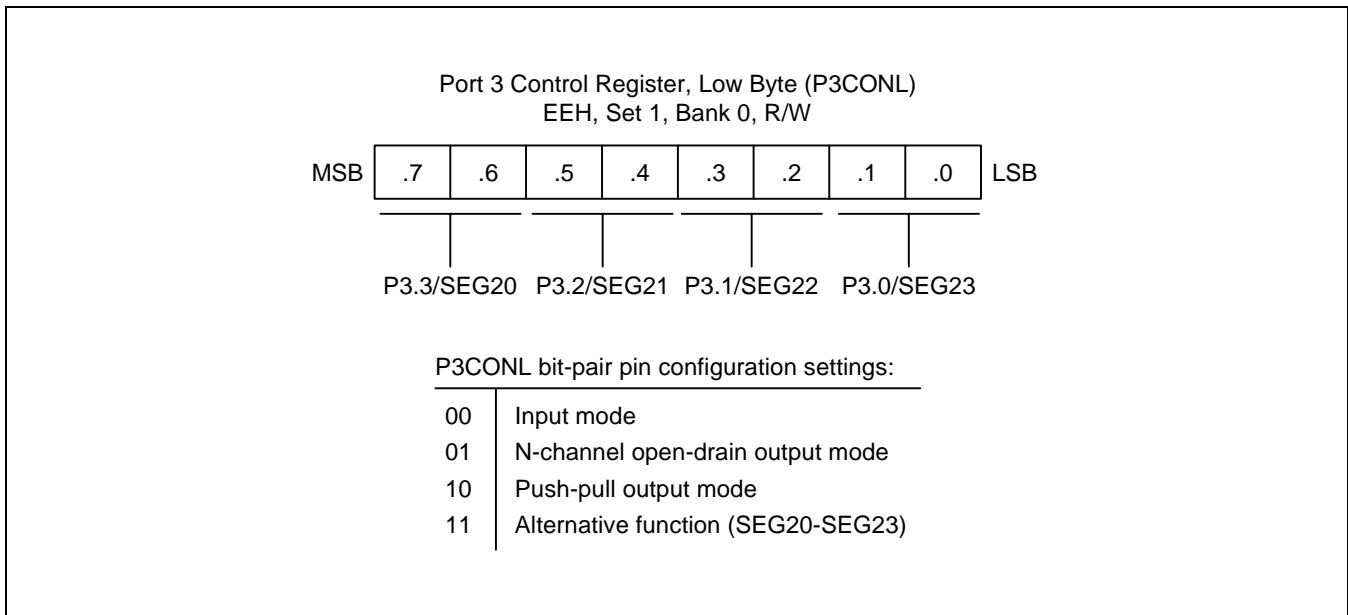 Port 3 Control Register, Low Byte (P3CONL)
EEH, Set 1, Bank 0, R/W
MSB .7 .6 .5 .4 .3 .2 .1 .0 LSB
P3.3/SEG20 P3.2/SEG21 P3.1/SEG22 P3.0/SEG23
P3CONL bit-pair pin configuration settings:
00 Input mode
01 N-channel open-drain output mode
10 Push-pull output mode
11 Alternative function (SEG20-SEG23)